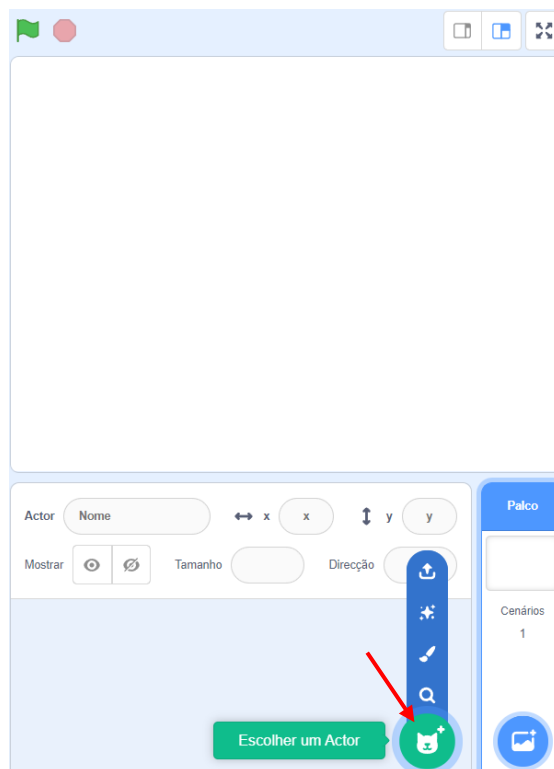 Actor Nome x x y y
Mostrar Tamanho Direcção
Palco
Cenários
1
Escolher um Actor